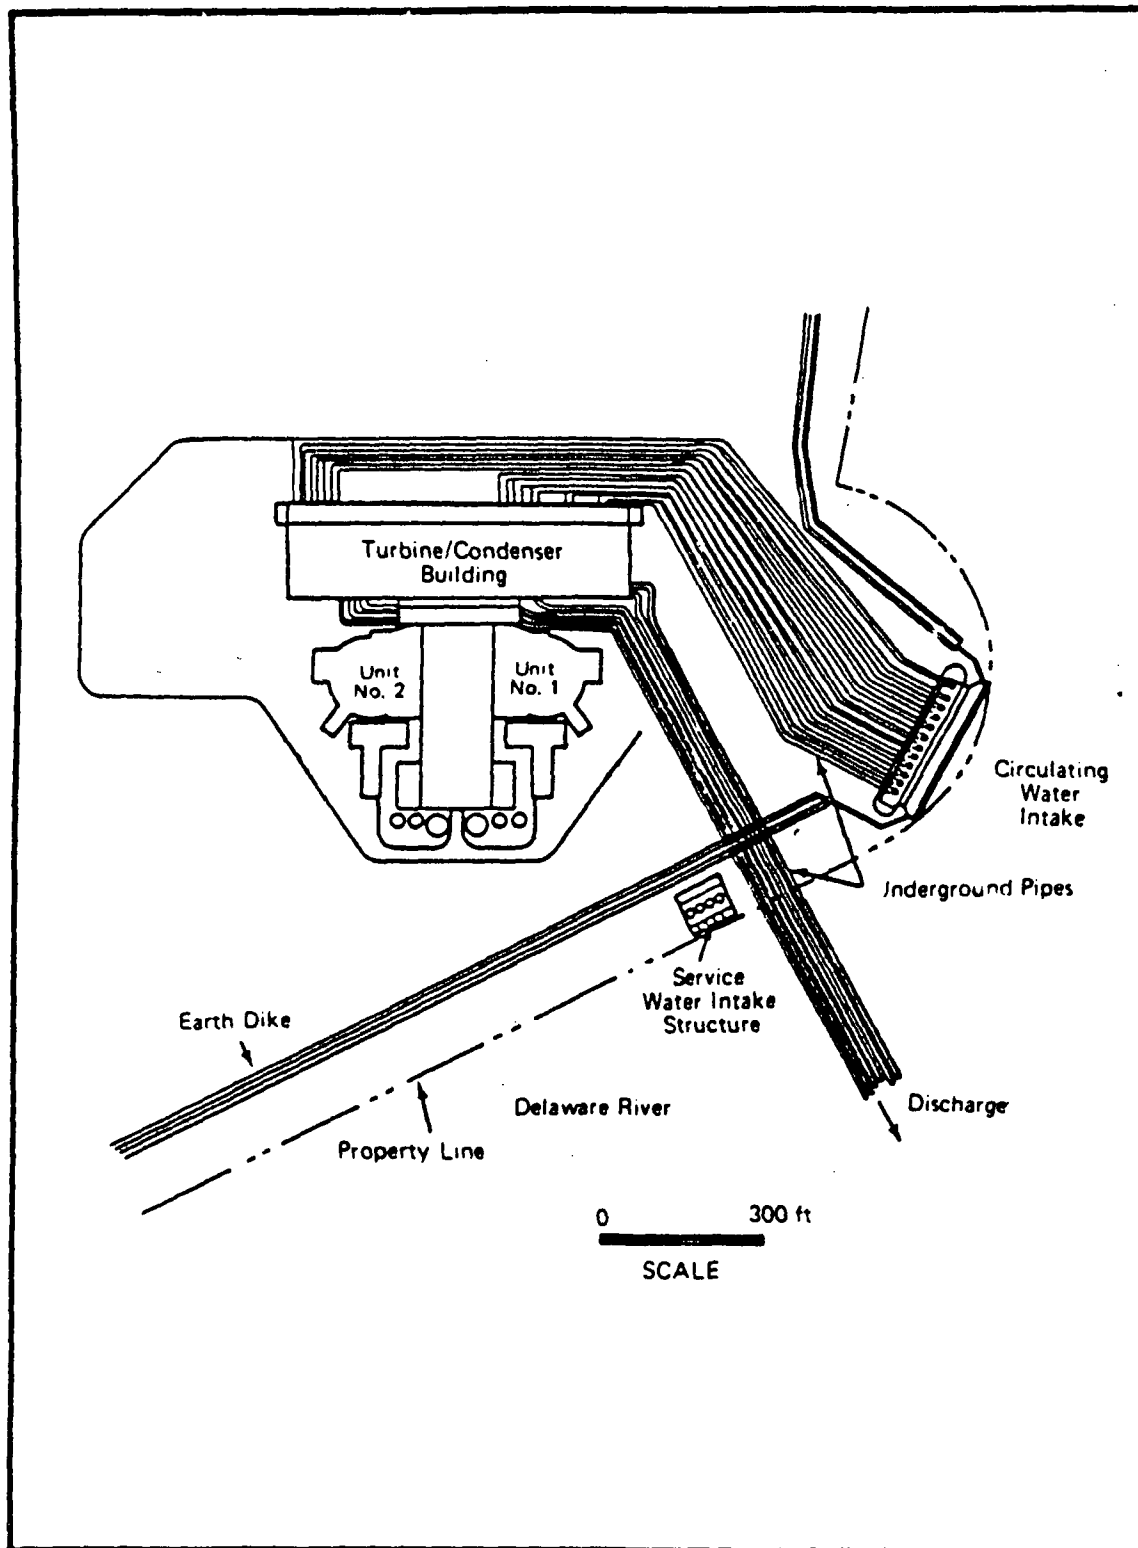 Turbine/Condenser
Building
Unit
No. 2
Unit
No. 1
Circulating
Water
Intake
Underground Pipes
Service
Water Intake
Structure
Earth Dike
Delaware River
Discharge
Property Line
0 300 ft
SCALE